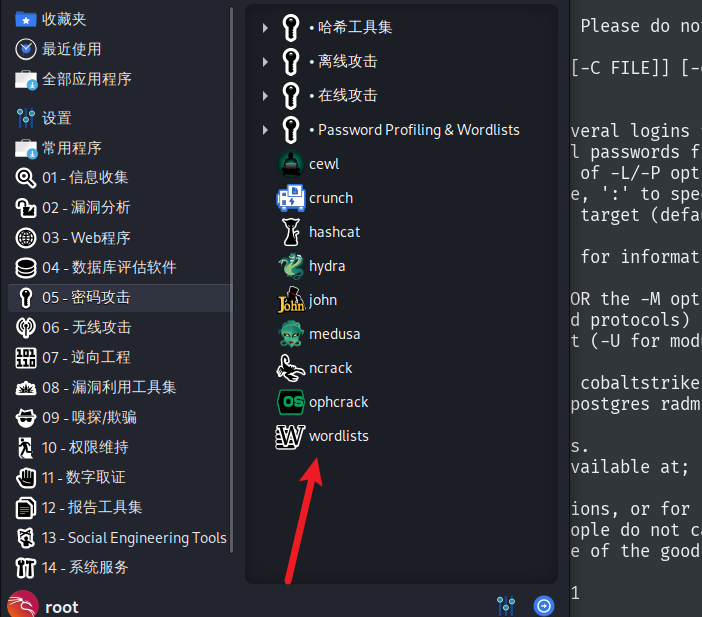 收藏夹
最近使用
全部应用程序
设置
常用程序
01 - 信息收集
02 - 漏洞分析
03 - Web程序
04 - 数据库评估软件
05 - 密码攻击
06 - 无线攻击
07 - 逆向工程
08 - 漏洞利用工具集
09 - 嗅探/欺骗
10 - 权限维持
11 - 数字取证
12 - 报告工具集
13 - Social Engineering Tools
14 - 系统服务
root
• 哈希工具集
• 离线攻击
• 在线攻击
• Password Profiling & Wordlists
cewl
crunch
hashcat
hydra
john
medusa
ncrack
ophcrack
wordlists
Please do no
[-C FILE]] [-
veral logins
l passwords f
of -L/-P opt
e, ':' to spe
target (defau
for informat
OR the -M opt
d protocols)
t (-U for modu
cobaltstrike
postgres radm
s.
vailable at;
ions, or for
ople do not ca
e of the good
1